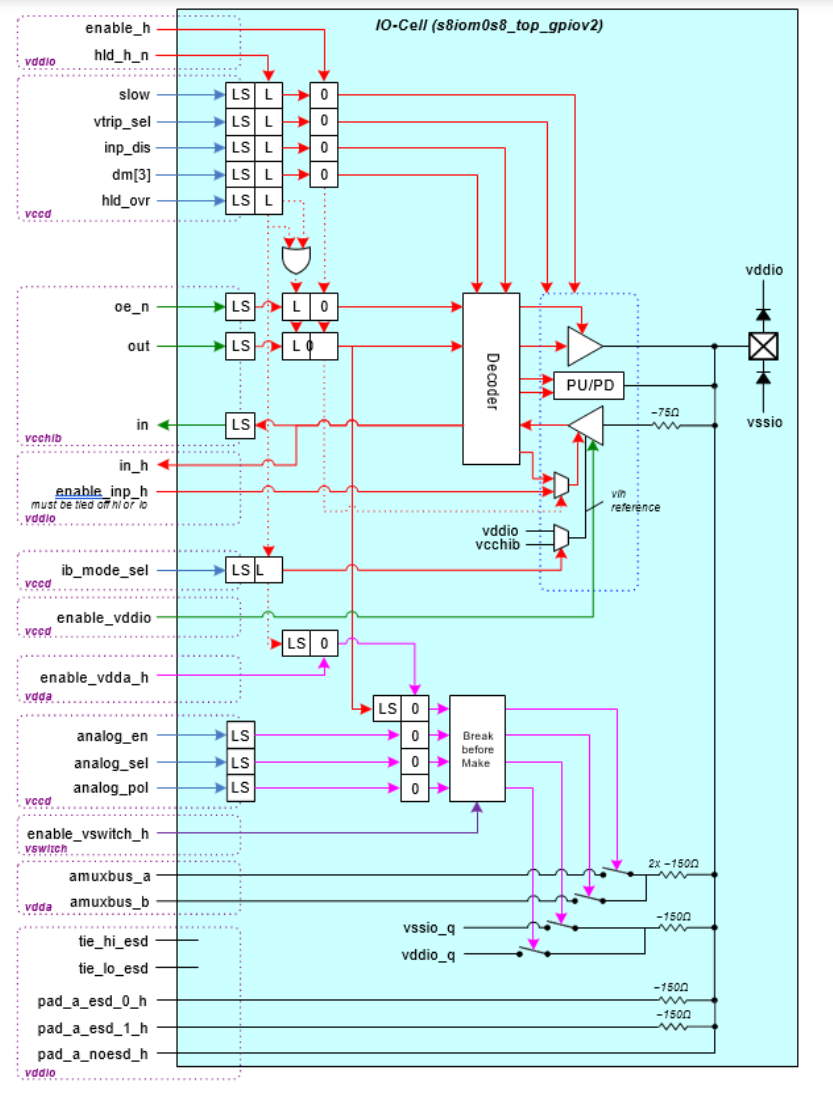 IO-Cell (s8iom0s8_top_gpiov2)
enable_h
hld_h_n
vddio
slow LS L 0
vtrip_sel LS L 0
inp_dis LS L 0
dm[3] LS L 0
hld_ovr LS L
vccd
vddio
oe_n LS L 0
out LS L 0
Decoder
PU/PD
vssio
in LS
~75Ω
vcchib
in_h
enable_inp_h
must be tied off hi or lo
vddio
vin
reference
vddio
vcchib
ib_mode_sel LS L
vccd
enable_vddio
vccd
LS 0
enable_vdda_h
vdda
LS 0
analog_en LS 0
analog_sel LS 0
analog_pol LS 0
Break
before
Make
vccd
enable_vswitch_h
vswitch
2x ~150Ω
amuxbus_a
amuxbus_b
vdda
vssio_q
~150Ω
vddio_q
tie_hi_esd
tie_lo_esd
~150Ω
pad_a_esd_0_h
~150Ω
pad_a_esd_1_h
pad_a_noesd_h
vddio